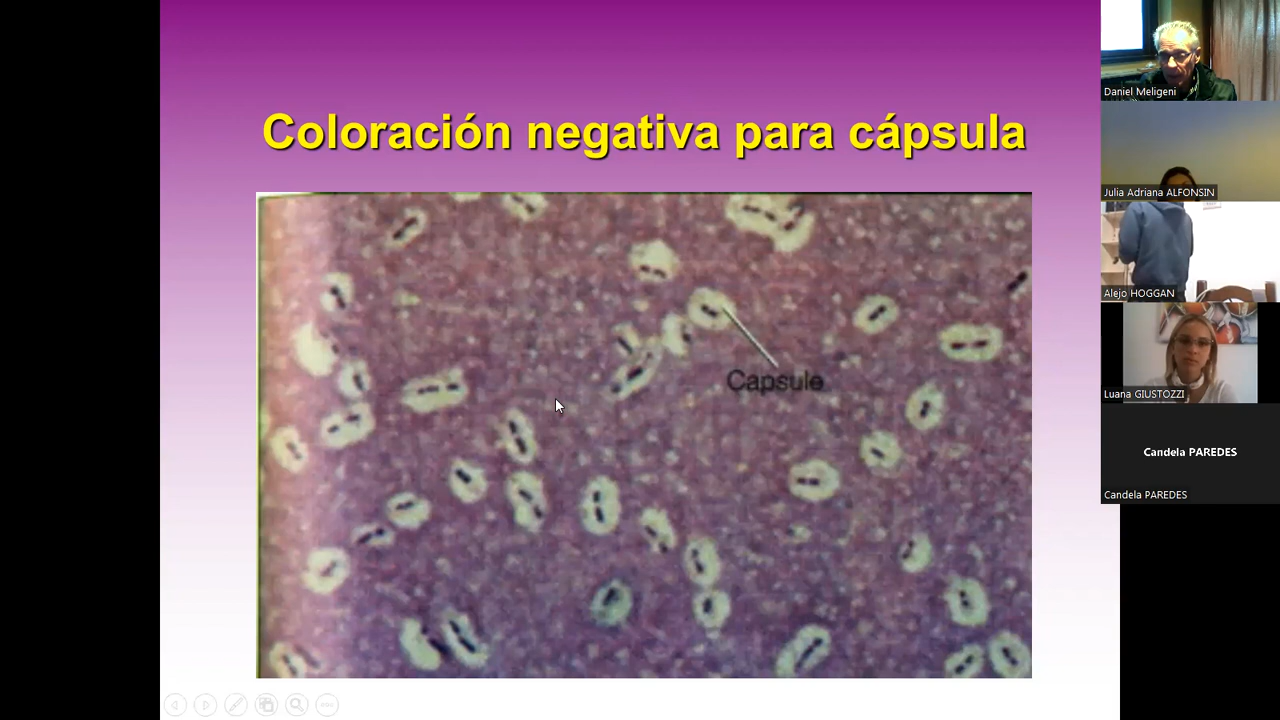 Coloración negativa para cápsula
Capsule
Daniel Meligeni
Julia Adriana ALFONSIN
Alejo HOGGAN
Luana GIUSTOZZI
Candela PAREDES
Candela PAREDES